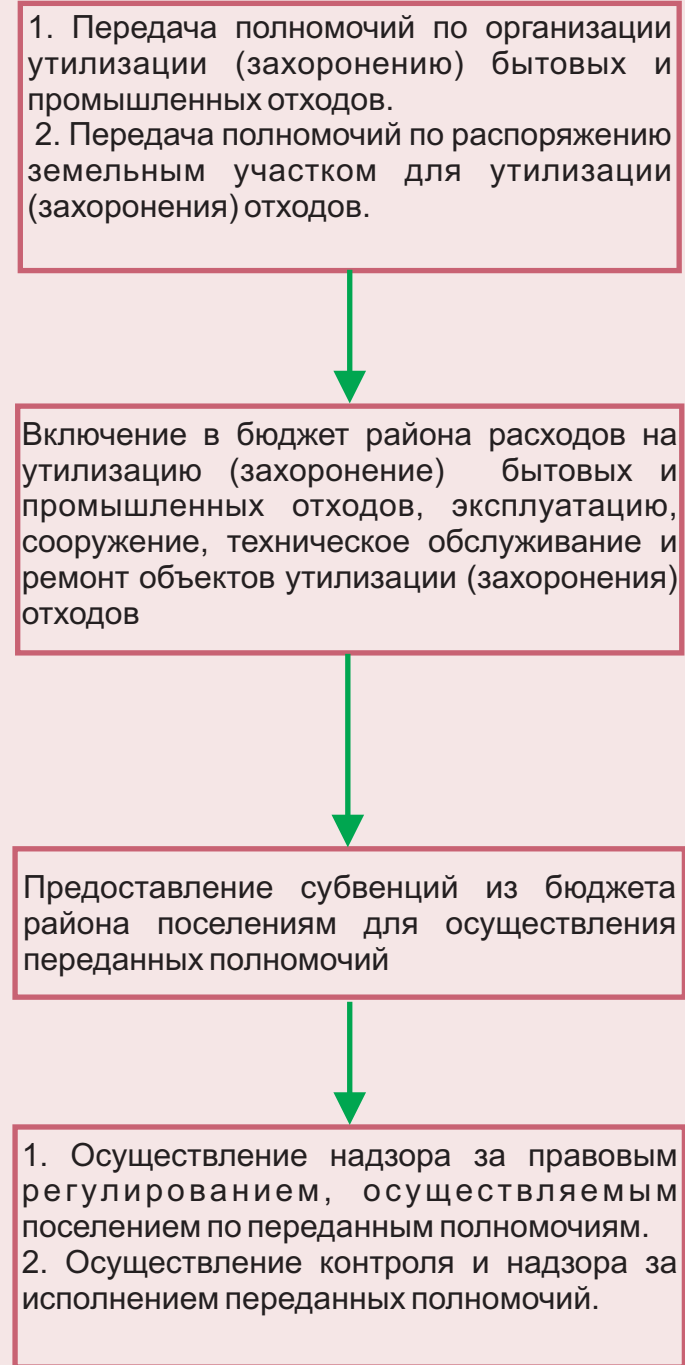 1. Передача полномочий по организации
утилизации (захоронению) бытовых и
промышленных отходов.
2. Передача полномочий по распоряжению
земельным участком для утилизации
(захоронения) отходов.
Включение в бюджет района расходов на
утилизацию (захоронение) бытовых и
промышленных отходов, эксплуатацию,
сооружение, техническое обслуживание и
ремонт объектов утилизации (захоронения)
отходов
Предоставление субвенций из бюджета
района поселениям для осуществления
переданных полномочий
1. Осуществление надзора за правовым
регулированием, осуществляемым
поселением по переданным полномочиям.
2. Осуществление контроля и надзора за
исполнением переданных полномочий.